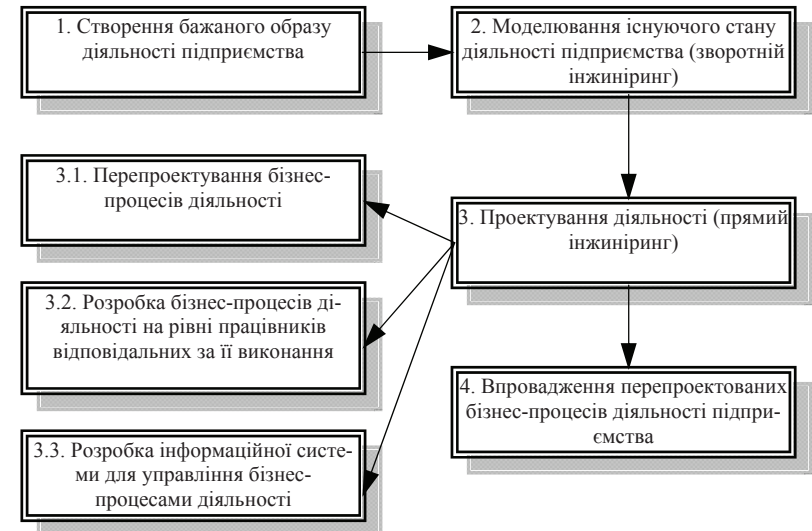 1. Створення бажаного образу
діяльності підприємства
2. Моделювання існуючого стану
діяльності підприємства (зворотній
інжиніринг)
3.1. Перепроектування бізнес-
процесів діяльності
3. Проектування діяльності (прямий
інжиніринг)
3.2. Розробка бізнес-процесів ді-
яльності на рівні працівників
відповідальних за її виконання
4. Впровадження перепроектованих
бізнес-процесів діяльності підпри-
ємства
3.3. Розробка інформаційної систе-
ми для управління бізнес-
процесами діяльності